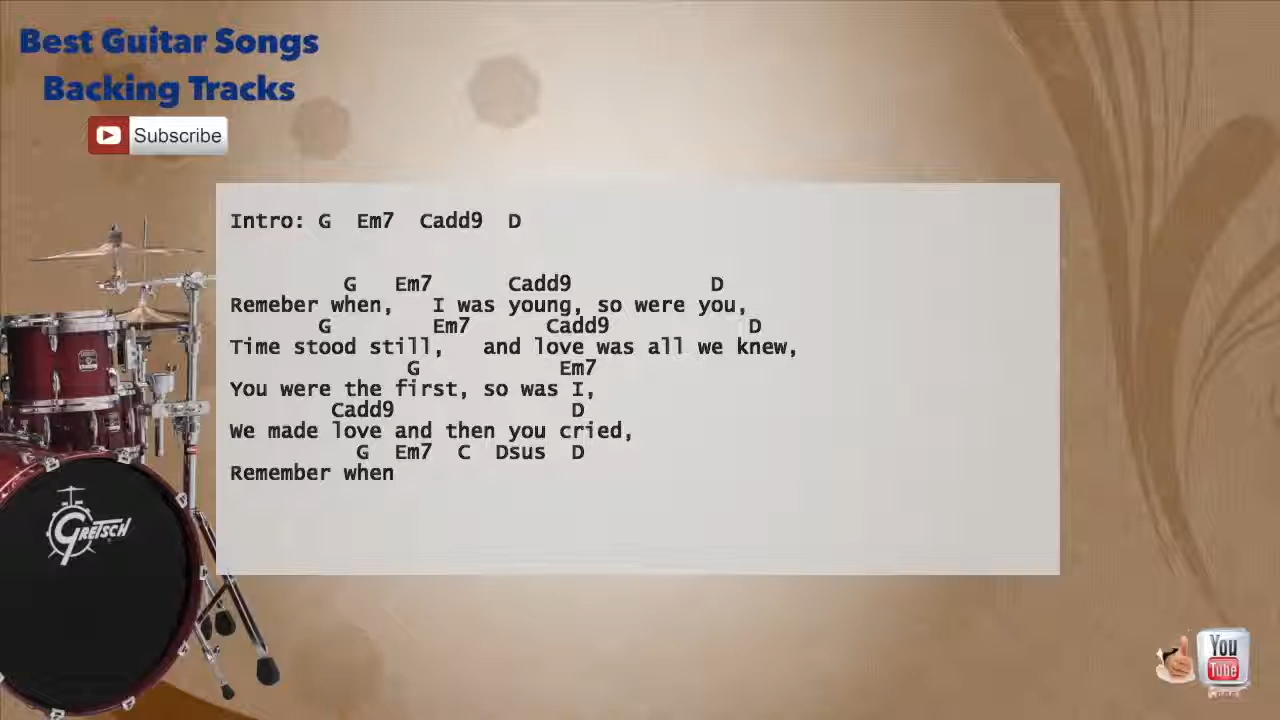 Best Guitar Songs
Backing Tracks
Subscribe
Intro: G  Em7  Cadd9  D
G   Em7      Cadd9           D
Remeber when,   I was young, so were you,
G        Em7      Cadd9           D
Time stood still,   and love was all we knew,
G           Em7
You were the first, so was I,
Cadd9              D
We made love and then you cried,
G  Em7  C  Dsus  D
Remember when
GRETSCH
You
Tube